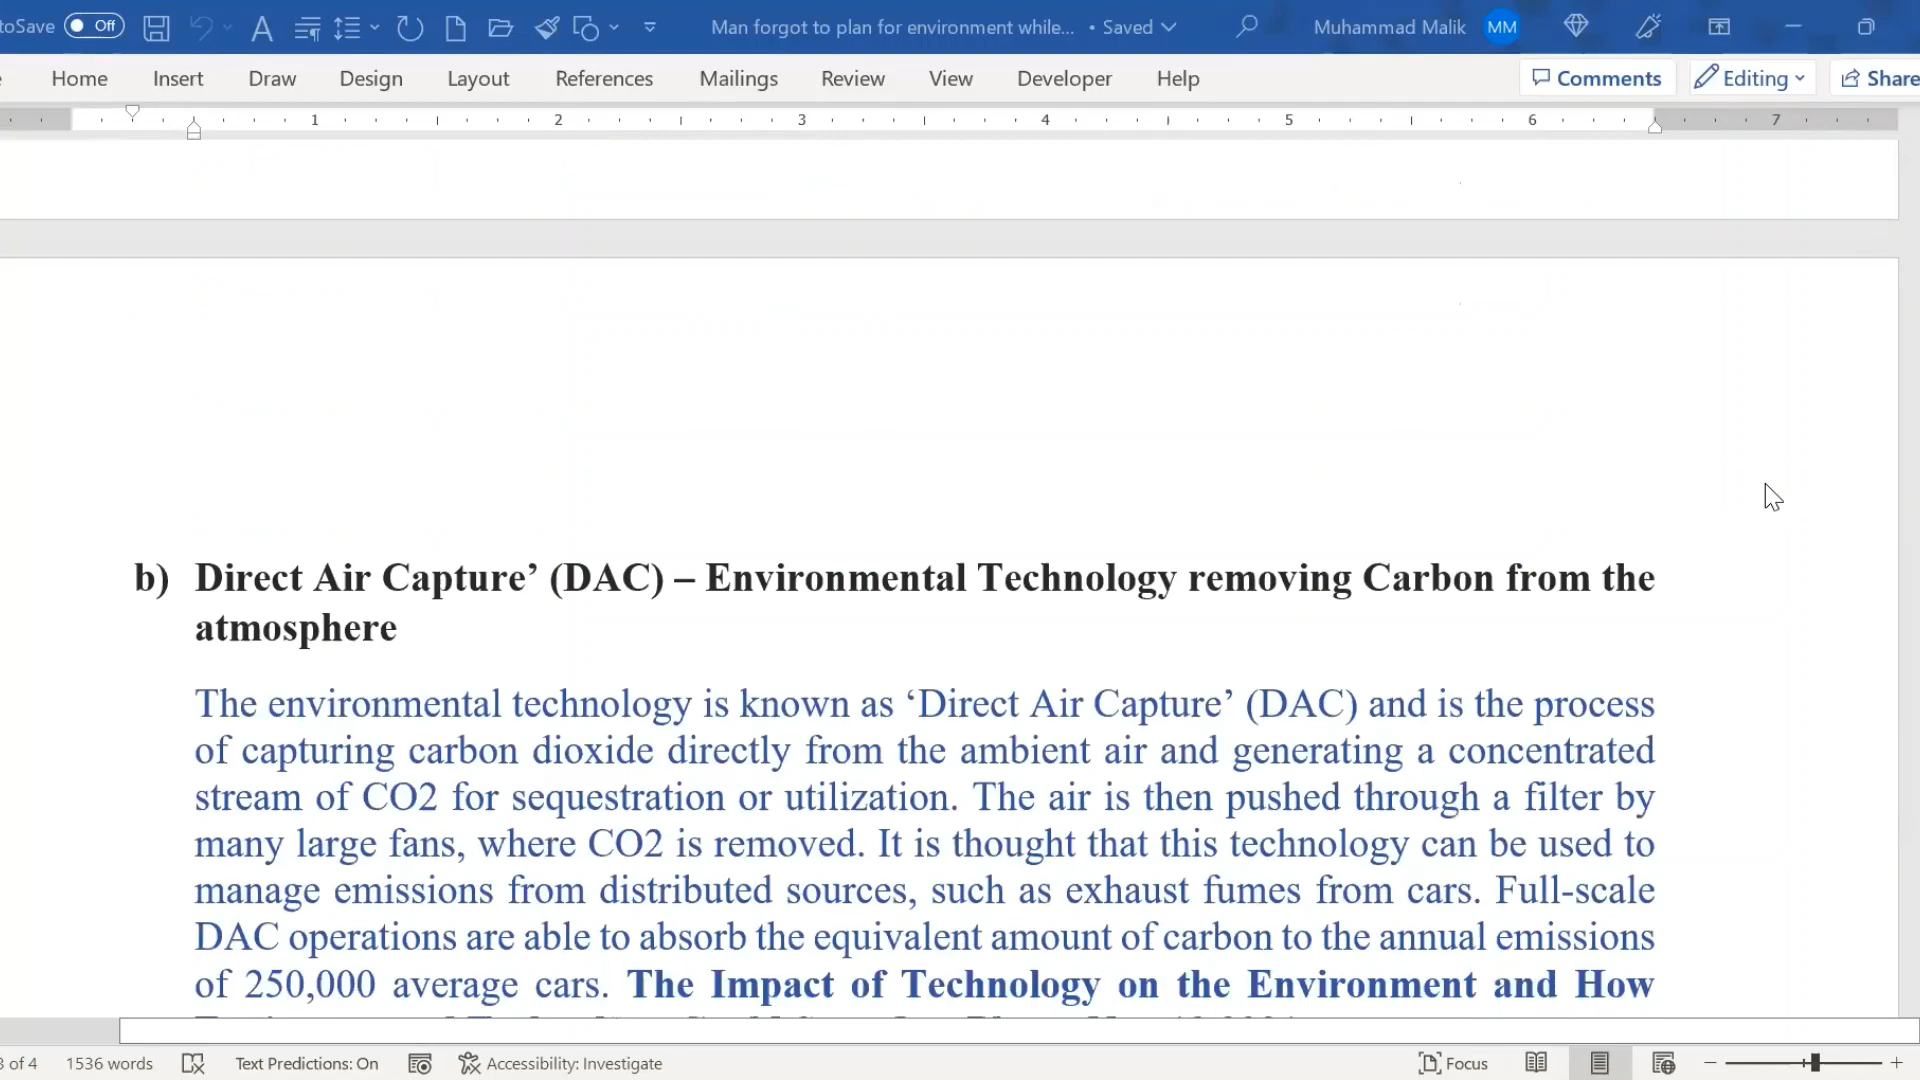 toSave Off Man forgot to plan for environment while... • Saved Muhammad Malik MM
Home Insert Draw Design Layout References Mailings Review View Developer Help Comments Editing Share
1 2 3 4 5 6 7
b) Direct Air Capture’ (DAC) – Environmental Technology removing Carbon from the
atmosphere
The environmental technology is known as ‘Direct Air Capture’ (DAC) and is the process
of capturing carbon dioxide directly from the ambient air and generating a concentrated
stream of CO2 for sequestration or utilization. The air is then pushed through a filter by
many large fans, where CO2 is removed. It is thought that this technology can be used to
manage emissions from distributed sources, such as exhaust fumes from cars. Full-scale
DAC operations are able to absorb the equivalent amount of carbon to the annual emissions
of 250,000 average cars. The Impact of Technology on the Environment and How
3 of 4 1536 words Text Predictions: On Accessibility: Investigate Focus